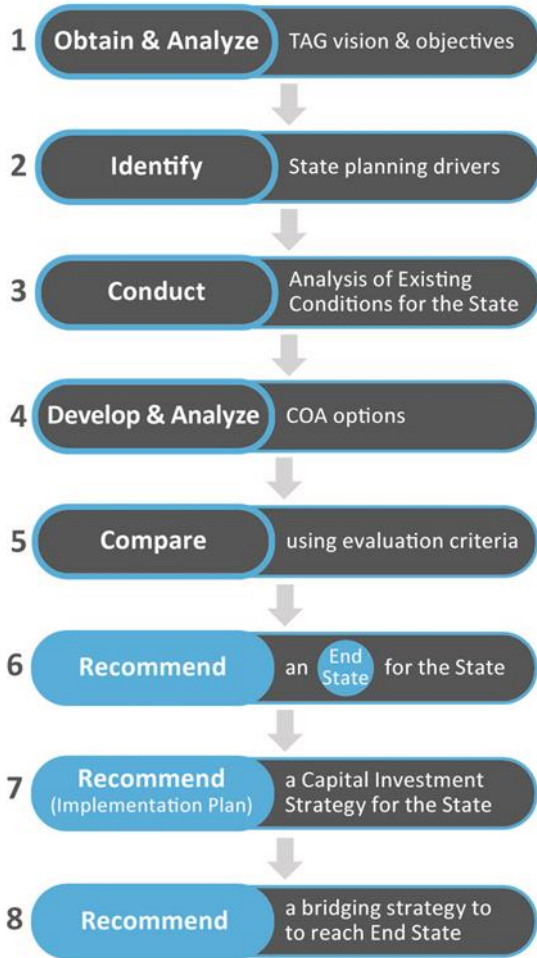 1 Obtain & Analyze TAG vision & objectives
2 Identify State planning drivers
3 Conduct Analysis of Existing
Conditions for the State
4 Develop & Analyze COA options
5 Compare using evaluation criteria
6 Recommend an End State for the State
7 Recommend
(Implementation Plan)
a Capital Investment
Strategy for the State
8 Recommend a bridging strategy to
to reach End State